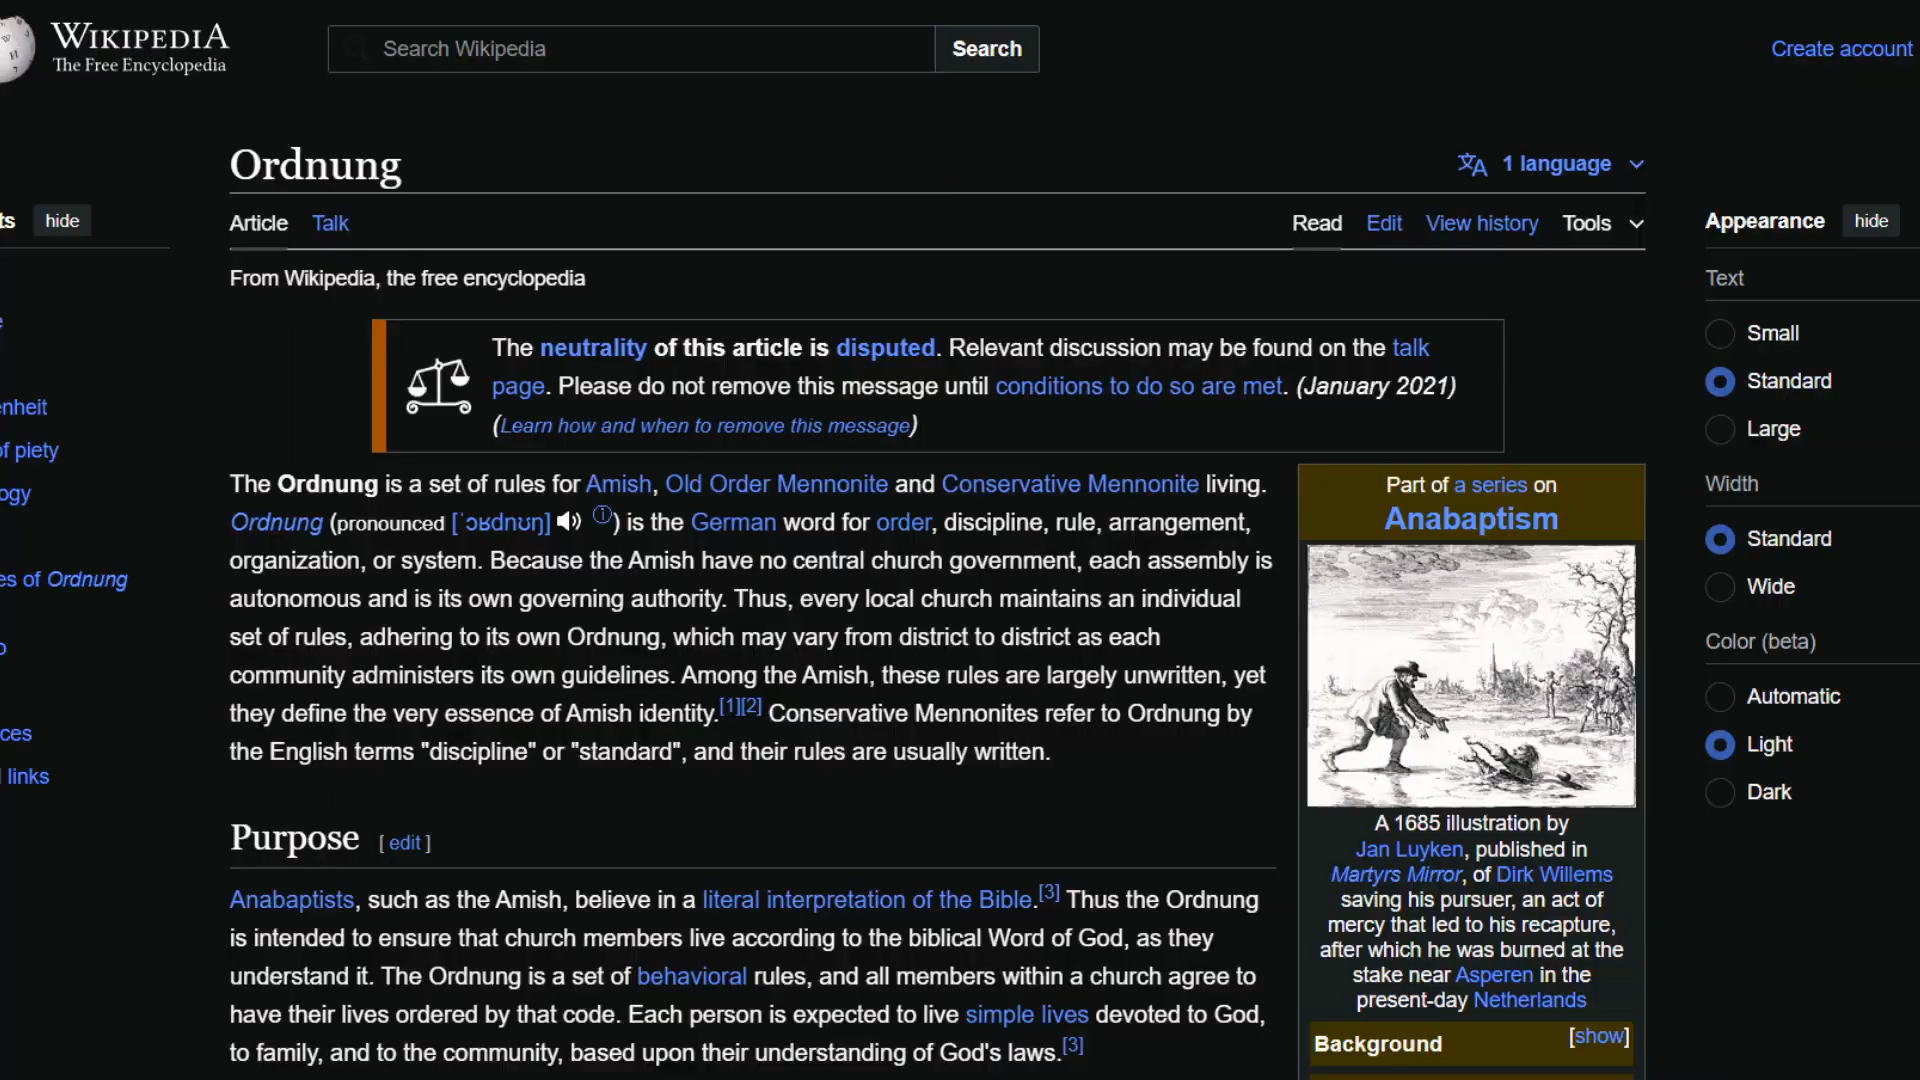 WIKIPEDIA
The Free Encyclopedia
Search Wikipedia
Search
Create account
Ordnung
1 language
ts hide
Article Talk
Read Edit View history Tools
From Wikipedia, the free encyclopedia
The neutrality of this article is disputed. Relevant discussion may be found on the talk
page. Please do not remove this message until conditions to do so are met. (January 2021)
(Learn how and when to remove this message)
The Ordnung is a set of rules for Amish, Old Order Mennonite and Conservative Mennonite living.
Ordnung (pronounced [ˈɔʁdnʊŋ] ⓘ) is the German word for order, discipline, rule, arrangement,
organization, or system. Because the Amish have no central church government, each assembly is
autonomous and is its own governing authority. Thus, every local church maintains an individual
set of rules, adhering to its own Ordnung, which may vary from district to district as each
community administers its own guidelines. Among the Amish, these rules are largely unwritten, yet
they define the very essence of Amish identity.[1][2] Conservative Mennonites refer to Ordnung by
the English terms "discipline" or "standard", and their rules are usually written.
Purpose [ edit ]
Anabaptists, such as the Amish, believe in a literal interpretation of the Bible.[3] Thus the Ordnung
is intended to ensure that church members live according to the biblical Word of God, as they
understand it. The Ordnung is a set of behavioral rules, and all members within a church agree to
have their lives ordered by that code. Each person is expected to live simple lives devoted to God,
to family, and to the community, based upon their understanding of God's laws.[3]
e
enheit
of piety
ogy
es of Ordnung
o
ces
l links
Part of a series on
Anabaptism
A 1685 illustration by
Jan Luyken, published in
Martyrs Mirror, of Dirk Willems
saving his pursuer, an act of
mercy that led to his recapture,
after which he was burned at the
stake near Asperen in the
present-day Netherlands
Background [show]
Appearance hide
Text
Small
Standard
Large
Width
Standard
Wide
Color (beta)
Automatic
Light
Dark